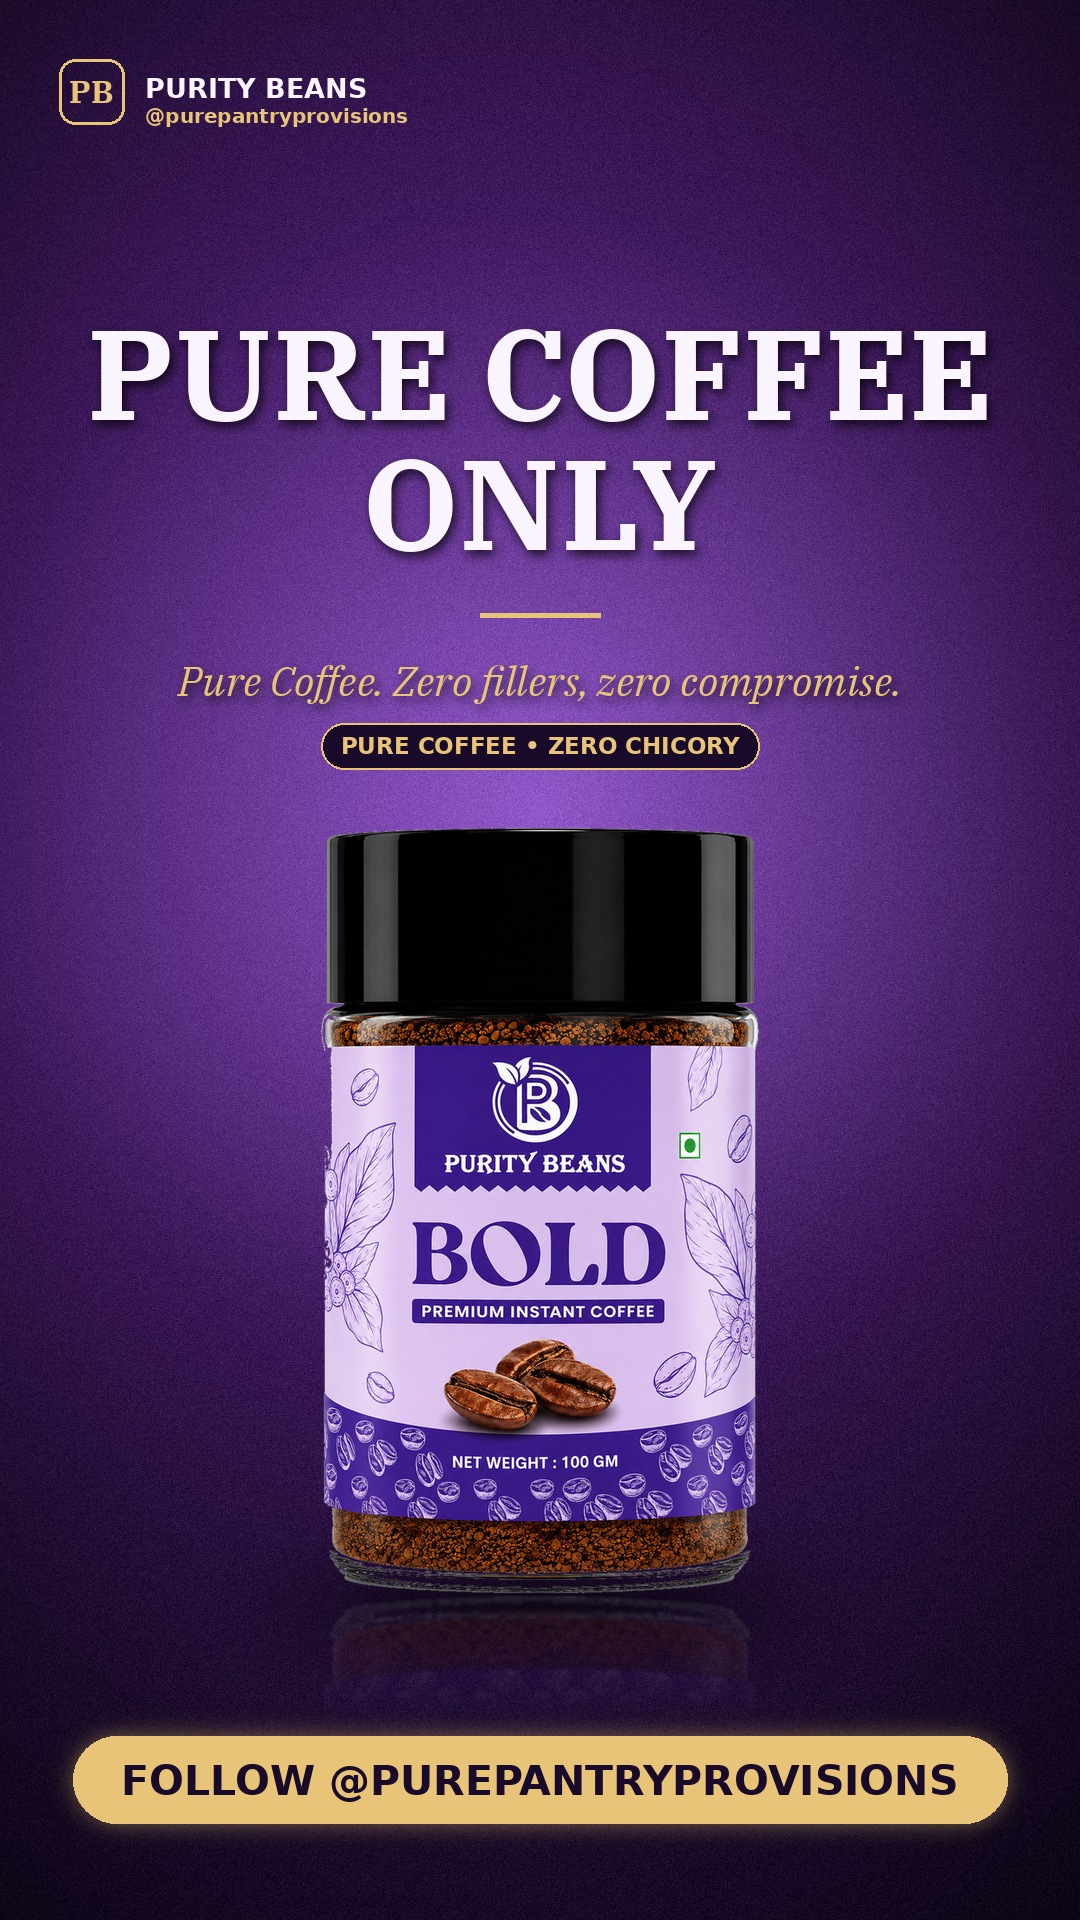 PB
PURITY BEANS
@purepantryprovisions
PURE COFFEE
ONLY
Pure Coffee. Zero fillers, zero compromise.
PURE COFFEE • ZERO CHICORY
PURITY BEANS
BOLD
PREMIUM INSTANT COFFEE
NET WEIGHT : 100 GM
FOLLOW @PUREPANTRYPROVISIONS